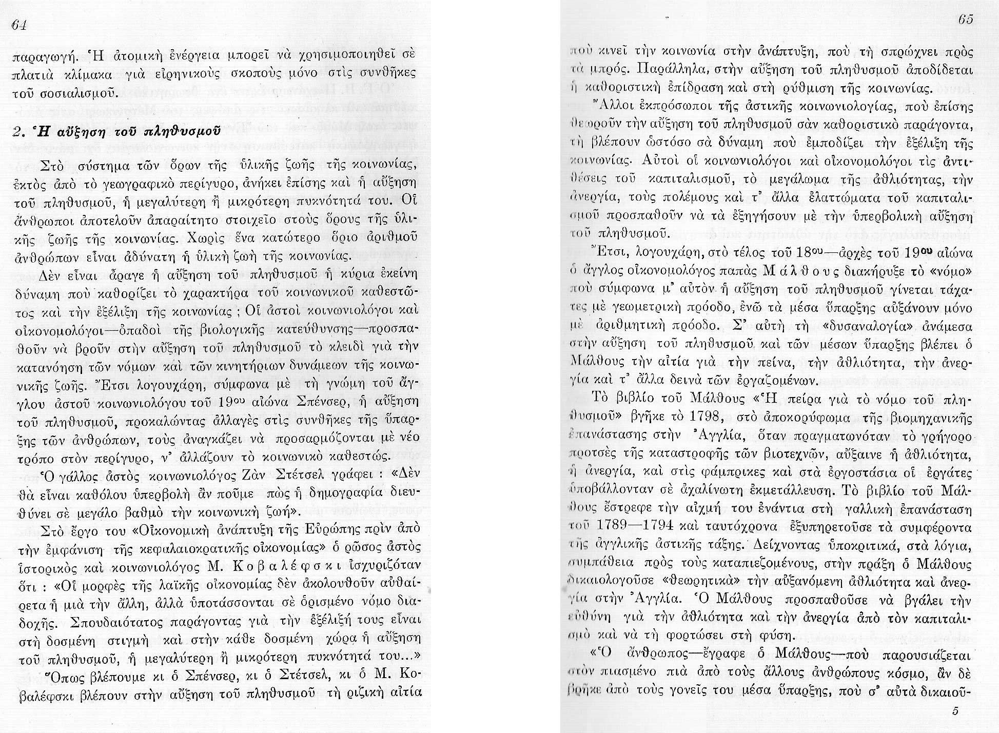 64
παραγωγή. Ἡ ἀτομικὴ ἐνέργεια μπορεῖ νὰ χρησιμοποιηθεῖ σὲ
πλατιὰ κλίμακα γιὰ εἰρηνικοὺς σκοποὺς μόνο στὶς συνθῆκες
τοῦ σοσιαλισμοῦ.
2. Ἡ αὔξηση τοῦ πληθυσμοῦ
Στὸ σύστημα τῶν ὅρων τῆς ὑλικῆς ζωῆς τῆς κοινωνίας,
ἐκτὸς ἀπὸ τὸ γεωγραφικὸ περίγυρο, ἀνήκει ἐπίσης καὶ ἡ αὔξηση
τοῦ πληθυσμοῦ, ἡ μεγαλύτερη ἢ μικρότερη πυκνότητά του. Οἱ
ἄνθρωποι ἀποτελοῦν ἀπαραίτητο στοιχεῖο στοὺς ὅρους τῆς ὑλι-
κῆς ζωῆς τῆς κοινωνίας. Χωρὶς ἕνα κατώτερο ὅριο ἀριθμοῦ
ἀνθρώπων εἶναι ἀδύνατη ἡ ὑλικὴ ζωὴ τῆς κοινωνίας.
Δὲν εἶναι ἆραγε ἡ αὔξηση τοῦ πληθυσμοῦ ἡ κύρια ἐκείνη
δύναμη ποὺ καθορίζει τὸ χαρακτήρα τοῦ κοινωνικοῦ καθεστῶ-
τος καὶ τὴν ἐξέλιξη τῆς κοινωνίας ; Οἱ ἀστοὶ κοινωνιολόγοι καὶ
οἰκονομολόγοι—ὀπαδοὶ τῆς βιολογικῆς κατεύθυνσης—προσπα-
θοῦν νὰ βροῦν στὴν αὔξηση τοῦ πληθυσμοῦ τὸ κλειδὶ γιὰ τὴν
κατανόηση τῶν νόμων καὶ τῶν κινητήριων δυνάμεων τῆς κοινω-
νικῆς ζωῆς. Ἔτσι λογουχάρη, σύμφωνα μὲ τὴ γνώμη τοῦ ἄγ-
γλου ἀστοῦ κοινωνιολόγου τοῦ 19ου αἰώνα Σπένσερ, ἡ αὔξηση
τοῦ πληθυσμοῦ, προκαλώντας ἀλλαγὲς στὶς συνθῆκες τῆς ὕπαρ-
ξης τῶν ἀνθρώπων, τοὺς ἀναγκάζει νὰ προσαρμόζονται μὲ νέο
τρόπο στὸν περίγυρο, ν᾿ ἀλλάζουν τὸ κοινωνικὸ καθεστώς.
Ὁ γάλλος ἀστὸς κοινωνιολόγος Ζὰν Στέτσελ γράφει : «Δὲν
θὰ εἶναι καθόλου ὑπερβολὴ ἂν ποῦμε πὼς ἡ δημογραφία διευ-
θύνει σὲ μεγάλο βαθμὸ τὴν κοινωνικὴ ζωή».
Στὸ ἔργο του «Οἰκονομικὴ ἀνάπτυξη τῆς Εὐρώπης πρὶν ἀπὸ
τὴν ἐμφάνιση τῆς κεφαλαιοκρατικῆς οἰκονομίας» ὁ ρῶσος ἀστὸς
ἱστορικὸς καὶ κοινωνιολόγος Μ. Κοβαλέφσκι ἰσχυριζόταν
ὅτι : «Οἱ μορφὲς τῆς λαϊκῆς οἰκονομίας δὲν ἀκολουθοῦν αὐθαί-
ρετα ἡ μιὰ τὴν ἄλλη, ἀλλὰ ὑποτάσσονται σὲ ὁρισμένο νόμο δια-
δοχῆς. Σπουδαιότατος παράγοντας γιὰ τὴν ἐξέλιξή τους εἶναι
στὴ δοσμένη στιγμὴ καὶ στὴν κάθε δοσμένη χώρα ἡ αὔξηση
τοῦ πληθυσμοῦ, ἡ μεγαλύτερη ἢ μικρότερη πυκνότητά του...»
Ὅπως βλέπουμε κι ὁ Σπένσερ, κι ὁ Στέτσελ, κι ὁ Μ. Κο-
βαλέφσκι βλέπουν στὴν αὔξηση τοῦ πληθυσμοῦ τὴ ριζικὴ αἰτία
65
ποὺ κινεῖ τὴν κοινωνία στὴν ἀνάπτυξη, ποὺ τὴ σπρώχνει πρὸς
τὰ μπρός. Παράλληλα, στὴν αὔξηση τοῦ πληθυσμοῦ ἀποδίδεται
ἡ καθοριστικὴ ἐπίδραση καὶ στὴ ρύθμιση τῆς κοινωνίας.
Ἄλλοι ἐκπρόσωποι τῆς ἀστικῆς κοινωνιολογίας, ποὺ ἐπίσης
θεωροῦν τὴν αὔξηση τοῦ πληθυσμοῦ σὰν καθοριστικὸ παράγοντα,
τὴ βλέπουν ὡστόσο σὰ δύναμη ποὺ ἐμποδίζει τὴν ἐξέλιξη τῆς
κοινωνίας. Αὐτοὶ οἱ κοινωνιολόγοι καὶ οἰκονομολόγοι τὶς ἀντι-
θέσεις τοῦ καπιταλισμοῦ, τὸ μεγάλωμα τῆς ἀθλιότητας, τὴν
ἀνεργία, τοὺς πολέμους καὶ τ᾿ ἄλλα ἐλαττώματα τοῦ καπιταλι-
σμοῦ προσπαθοῦν νὰ τὰ ἐξηγήσουν μὲ τὴν ὑπερβολικὴ αὔξηση
τοῦ πληθυσμοῦ.
Ἔτσι, λογουχάρη, στὸ τέλος τοῦ 18ου—ἀρχὲς τοῦ 19ου αἰώνα
ὁ ἄγγλος οἰκονομολόγος παπὰς Μάλθους διακήρυξε τὸ «νόμο»
ποὺ σύμφωνα μ᾿ αὐτὸν ἡ αὔξηση τοῦ πληθυσμοῦ γίνεται τάχα-
τες μὲ γεωμετρικὴ πρόοδο, ἐνῶ τὰ μέσα ὕπαρξης αὐξάνουν μόνο
μὲ ἀριθμητικὴ πρόοδο. Σ᾿ αὐτὴ τὴ «δυσαναλογία» ἀνάμεσα
στὴν αὔξηση τοῦ πληθυσμοῦ καὶ τῶν μέσων ὕπαρξης βλέπει ὁ
Μάλθους τὴν αἰτία γιὰ τὴν πείνα, τὴν ἀθλιότητα, τὴν ἀνερ-
γία καὶ τ᾿ ἄλλα δεινὰ τῶν ἐργαζομένων.
Τὸ βιβλίο τοῦ Μάλθους «Ἡ πείρα γιὰ τὸ νόμο τοῦ πλη-
θυσμοῦ» βγῆκε τὸ 1798, στὸ ἀποκορύφωμα τῆς βιομηχανικῆς
ἐπανάστασης στὴν Ἀγγλία, ὅταν πραγματωνόταν τὸ γρήγορο
προτσὲς τῆς καταστροφῆς τῶν βιοτεχνῶν, αὔξαινε ἡ ἀθλιότητα,
ἡ ἀνεργία, καὶ στὶς φάμπρικες καὶ στὰ ἐργοστάσια οἱ ἐργάτες
ὑποβάλλονταν σὲ ἀχαλίνωτη ἐκμετάλλευση. Τὸ βιβλίο τοῦ Μάλ-
θους ἔστρεφε τὴν αἰχμή του ἐνάντια στὴ γαλλικὴ ἐπανάσταση
τοῦ 1789—1794 καὶ ταυτόχρονα ἐξυπηρετοῦσε τὰ συμφέροντα
τῆς ἀγγλικῆς ἀστικῆς τάξης. Δείχνοντας ὑποκριτικά, στὰ λόγια,
συμπάθεια πρὸς τοὺς καταπιεζομένους, στὴν πράξη ὁ Μάλθους
δικαιολογοῦσε «θεωρητικὰ» τὴν αὐξανόμενη ἀθλιότητα καὶ ἀνερ-
γία στὴν Ἀγγλία. Ὁ Μάλθους προσπαθοῦσε νὰ βγάλει τὴν
εὐθύνη γιὰ τὴν ἀθλιότητα καὶ τὴν ἀνεργία ἀπὸ τὸν καπιταλι-
σμὸ καὶ νὰ τὴ φορτώσει στὴ φύση.
«Ὁ ἄνθρωπος—ἔγραφε ὁ Μάλθους—ποὺ παρουσιάζεται
στὸν πιασμένο πιὰ ἀπὸ τοὺς ἄλλους ἀνθρώπους κόσμο, ἂν δὲ
βρῆκε ἀπὸ τοὺς γονεῖς του μέσα ὕπαρξης, ποὺ σ᾿ αὐτὰ δικαιοῦ-
5